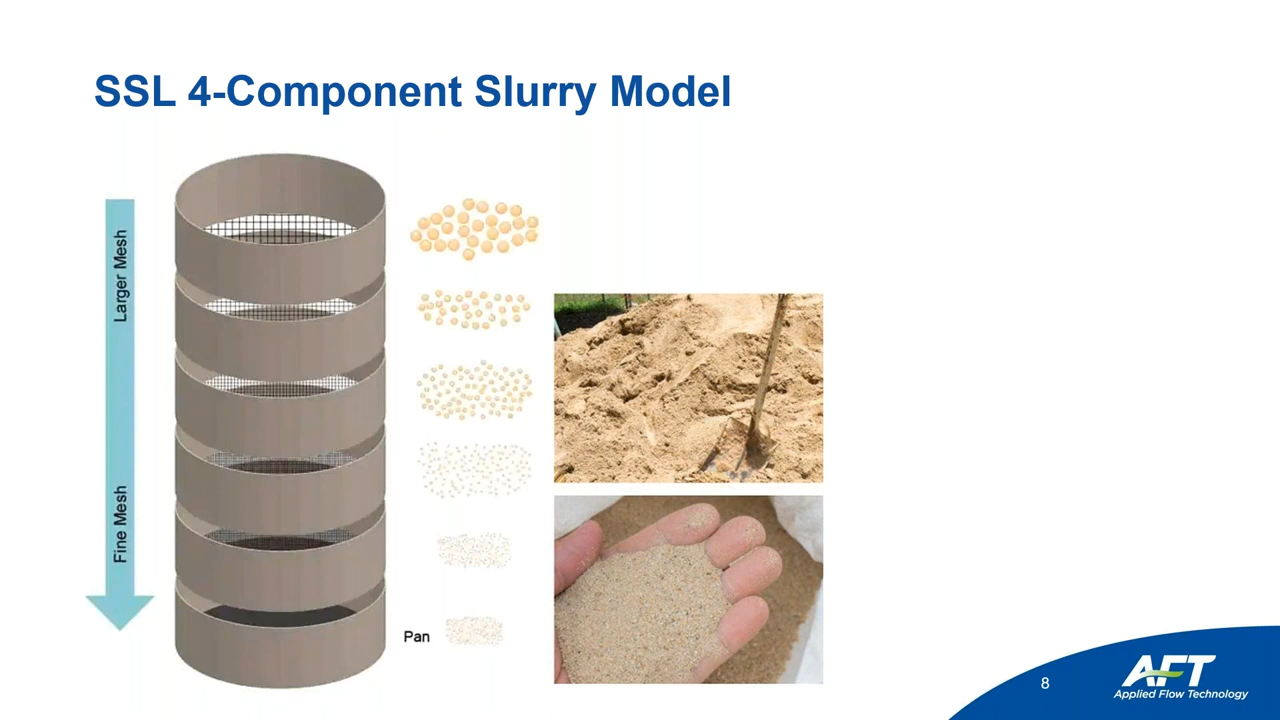 SSL 4-Component Slurry Model
Larger Mesh
Fine Mesh
Pan
8
AFT
Applied Flow Technology